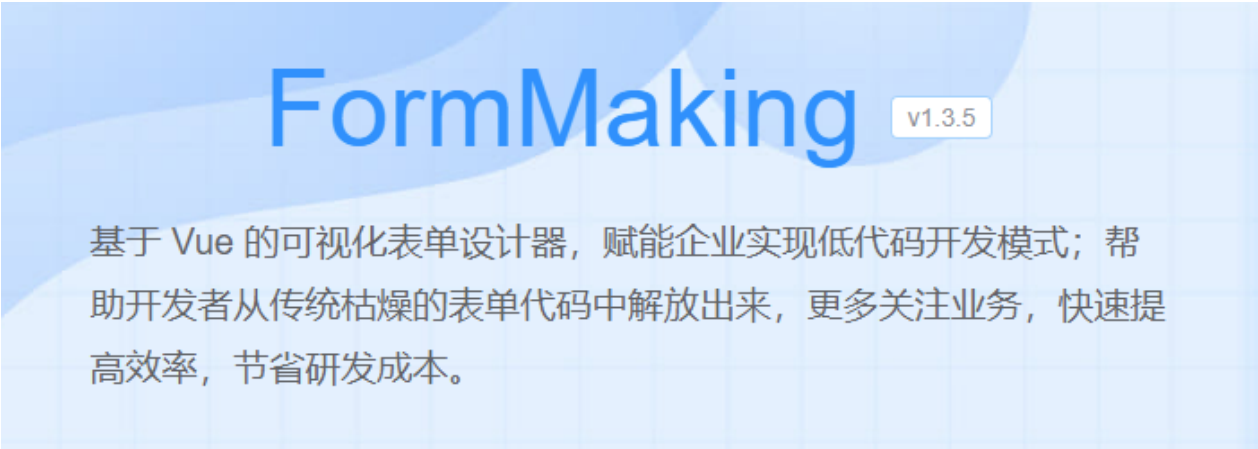 FormMaking v1.3.5
基于 Vue 的可视化表单设计器，赋能企业实现低代码开发模式；帮
助开发者从传统枯燥的表单代码中解放出来，更多关注业务，快速提
高效率，节省研发成本。